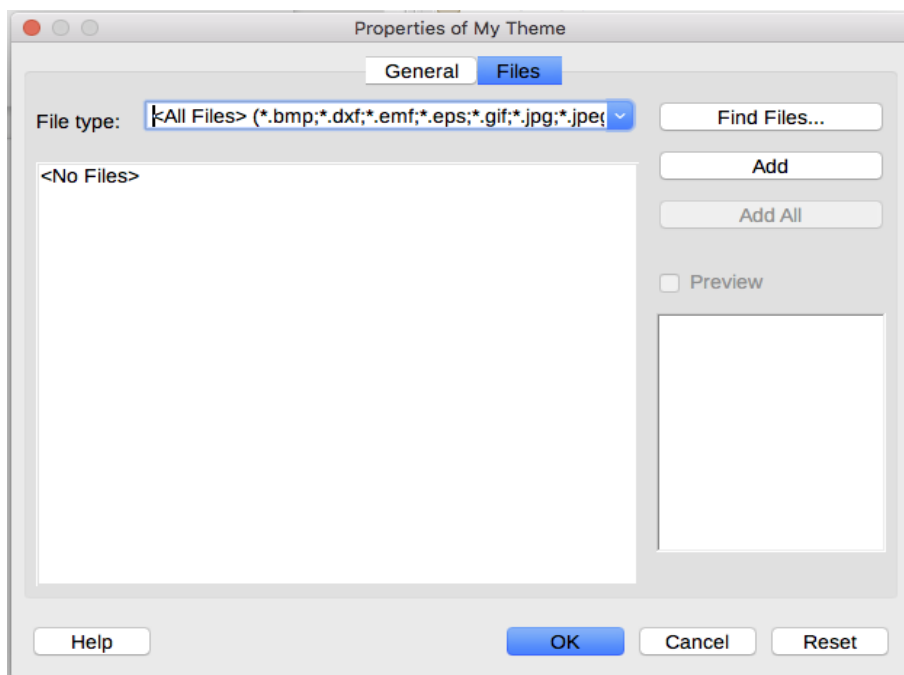 Properties of My Theme
General Files
File type: <All Files> (*.bmp;*.dxf;*.emf;*.eps;*.gif;*.jpg;*.jpeg
Find Files...
<No Files>
Add
Add All
Preview
Help OK Cancel Reset